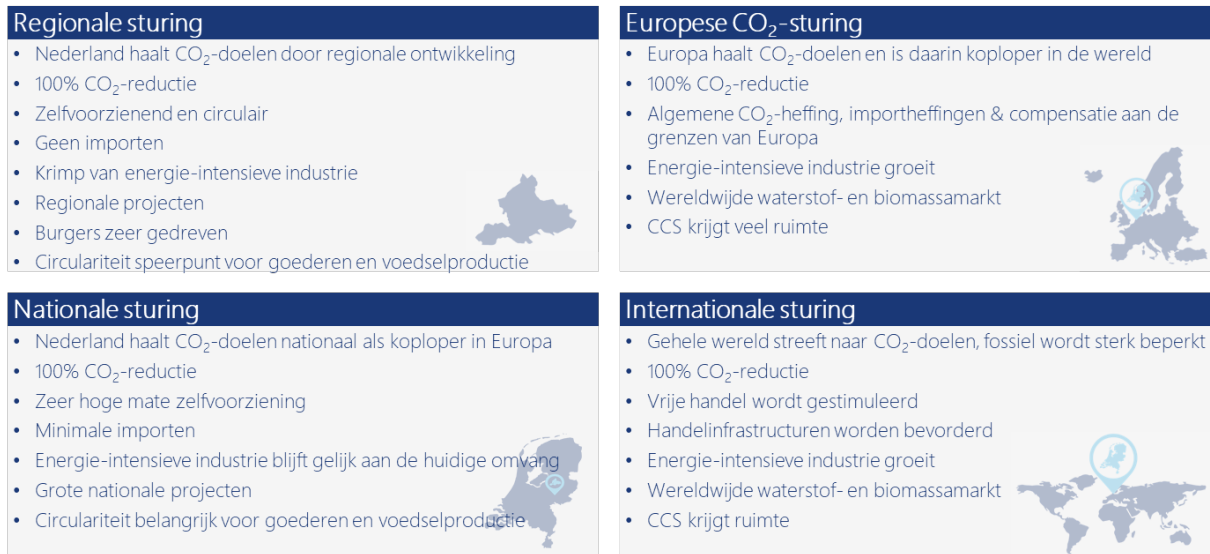 Regionale sturing
• Nederland haalt CO₂-doelen door regionale ontwikkeling
• 100% CO₂-reductie
• Zelfvoorzienend en circulair
• Geen importen
• Krimp van energie-intensieve industrie
• Regionale projecten
• Burgers zeer gedreven
• Circulariteit speerpunt voor goederen en voedselproductie
Europese CO₂-sturing
• Europa haalt CO₂-doelen en is daarin koploper in de wereld
• 100% CO₂-reductie
• Algemene CO₂-heffing, importheffingen & compensatie aan de
grenzen van Europa
• Energie-intensieve industrie groeit
• Wereldwijde waterstof- en biomassamarkt
• CCS krijgt veel ruimte
Nationale sturing
• Nederland haalt CO₂-doelen nationaal als koploper in Europa
• 100% CO₂-reductie
• Zeer hoge mate zelfvoorziening
• Minimale importen
• Energie-intensieve industrie blijft gelijk aan de huidige omvang
• Grote nationale projecten
• Circulariteit belangrijk voor goederen en voedselproductie
Internationale sturing
• Gehele wereld streeft naar CO₂-doelen, fossiel wordt sterk beperkt
• 100% CO₂-reductie
• Vrije handel wordt gestimuleerd
• Handelinfrastructuren worden bevorderd
• Energie-intensieve industrie groeit
• Wereldwijde waterstof- en biomassamarkt
• CCS krijgt ruimte